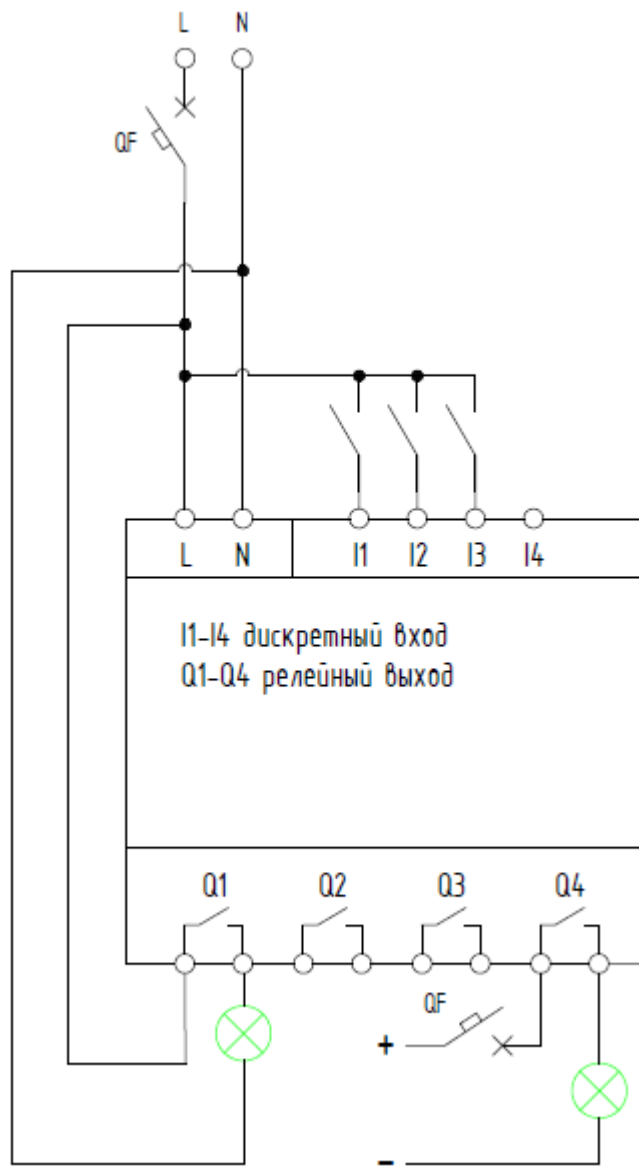 L N
QF
L N I1 I2 I3 I4
I1-I4 дискретный вход
Q1-Q4 релейный выход
Q1 Q2 Q3 Q4
QF
+
-